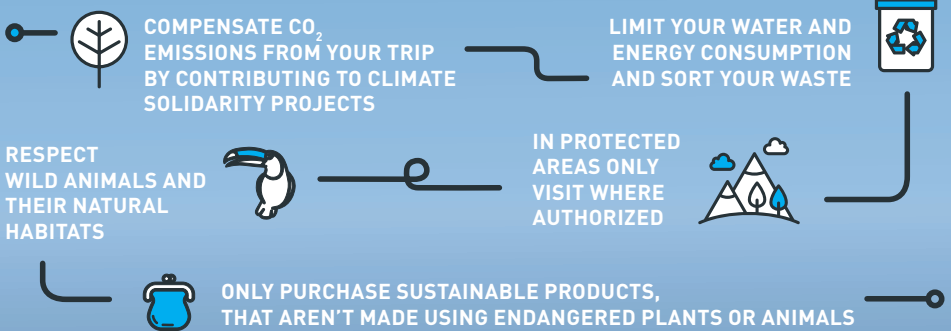 COMPENSATE CO₂
EMISSIONS FROM YOUR TRIP
BY CONTRIBUTING TO CLIMATE
SOLIDARITY PROJECTS
LIMIT YOUR WATER AND
ENERGY CONSUMPTION
AND SORT YOUR WASTE
IN PROTECTED
AREAS ONLY
VISIT WHERE
AUTHORIZED
RESPECT
WILD ANIMALS AND
THEIR NATURAL
HABITATS
ONLY PURCHASE SUSTAINABLE PRODUCTS,
THAT AREN'T MADE USING ENDANGERED PLANTS OR ANIMALS